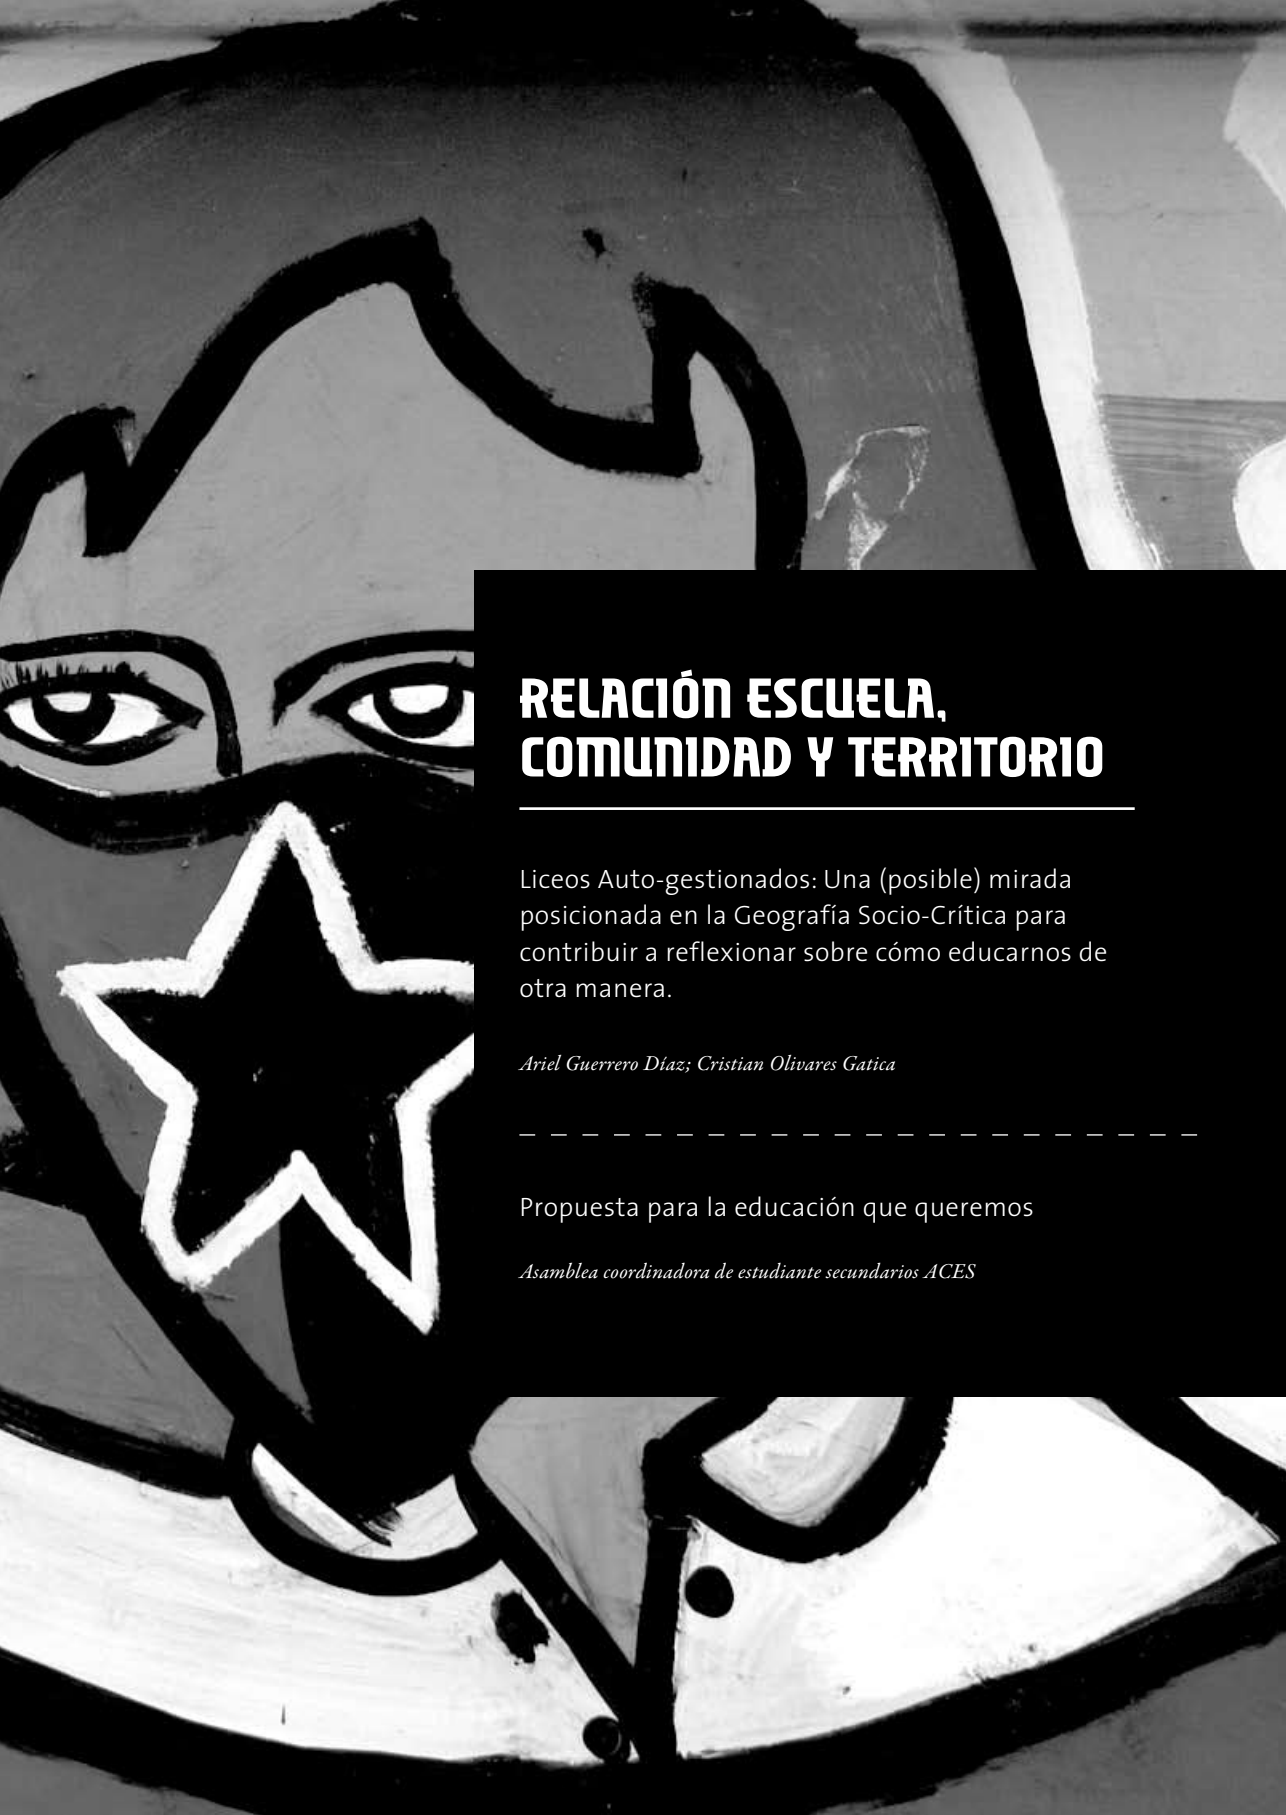 RELACIÓN ESCUELA,
COMUNIDAD Y TERRITORIO
Liceos Auto-gestionados: Una (posible) mirada
posicionada en la Geografía Socio-Crítica para
contribuir a reflexionar sobre cómo educarnos de
otra manera.
Ariel Guerrero Díaz; Cristian Olivares Gatica
Propuesta para la educación que queremos
Asamblea coordinadora de estudiante secundarios ACES